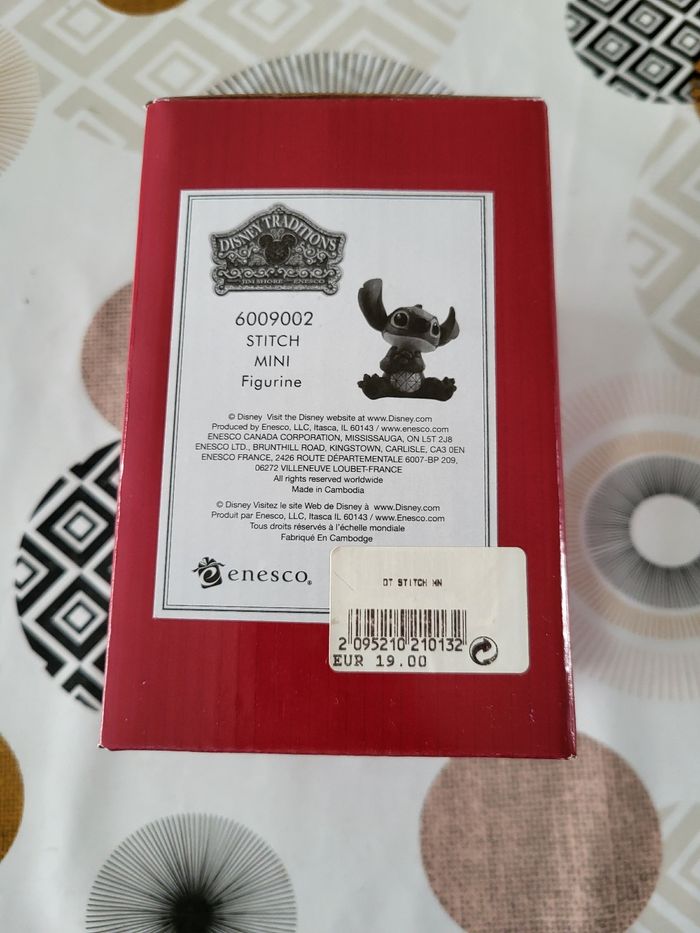 DISNEY TRADITIONS
JIM SHORE ENESCO
6009002
STITCH
MINI
Figurine
© Disney Visit the Disney website at www.Disney.com
Produced by Enesco, LLC, Itasca, IL 60143 / www.enesco.com
ENESCO CANADA CORPORATION, MISSISSAUGA, ON L5T 2J8
ENESCO LTD., BRUNTHILL ROAD, KINGSTOWN, CARLISLE, CA3 0EN
ENESCO FRANCE, 2426 ROUTE DÉPARTEMENTALE 6007-BP 209,
06272 VILLENEUVE LOUBET-FRANCE
All rights reserved worldwide
Made in Cambodia
© Disney Visitez le site Web de Disney à www.Disney.com
Produit par Enesco, LLC, Itasca IL 60143 / www.Enesco.com
Tous droits réservés à l'échelle mondiale
Fabriqué En Cambodge
enesco®
DT STITCH MN
2 095210 210132
EUR 19.00